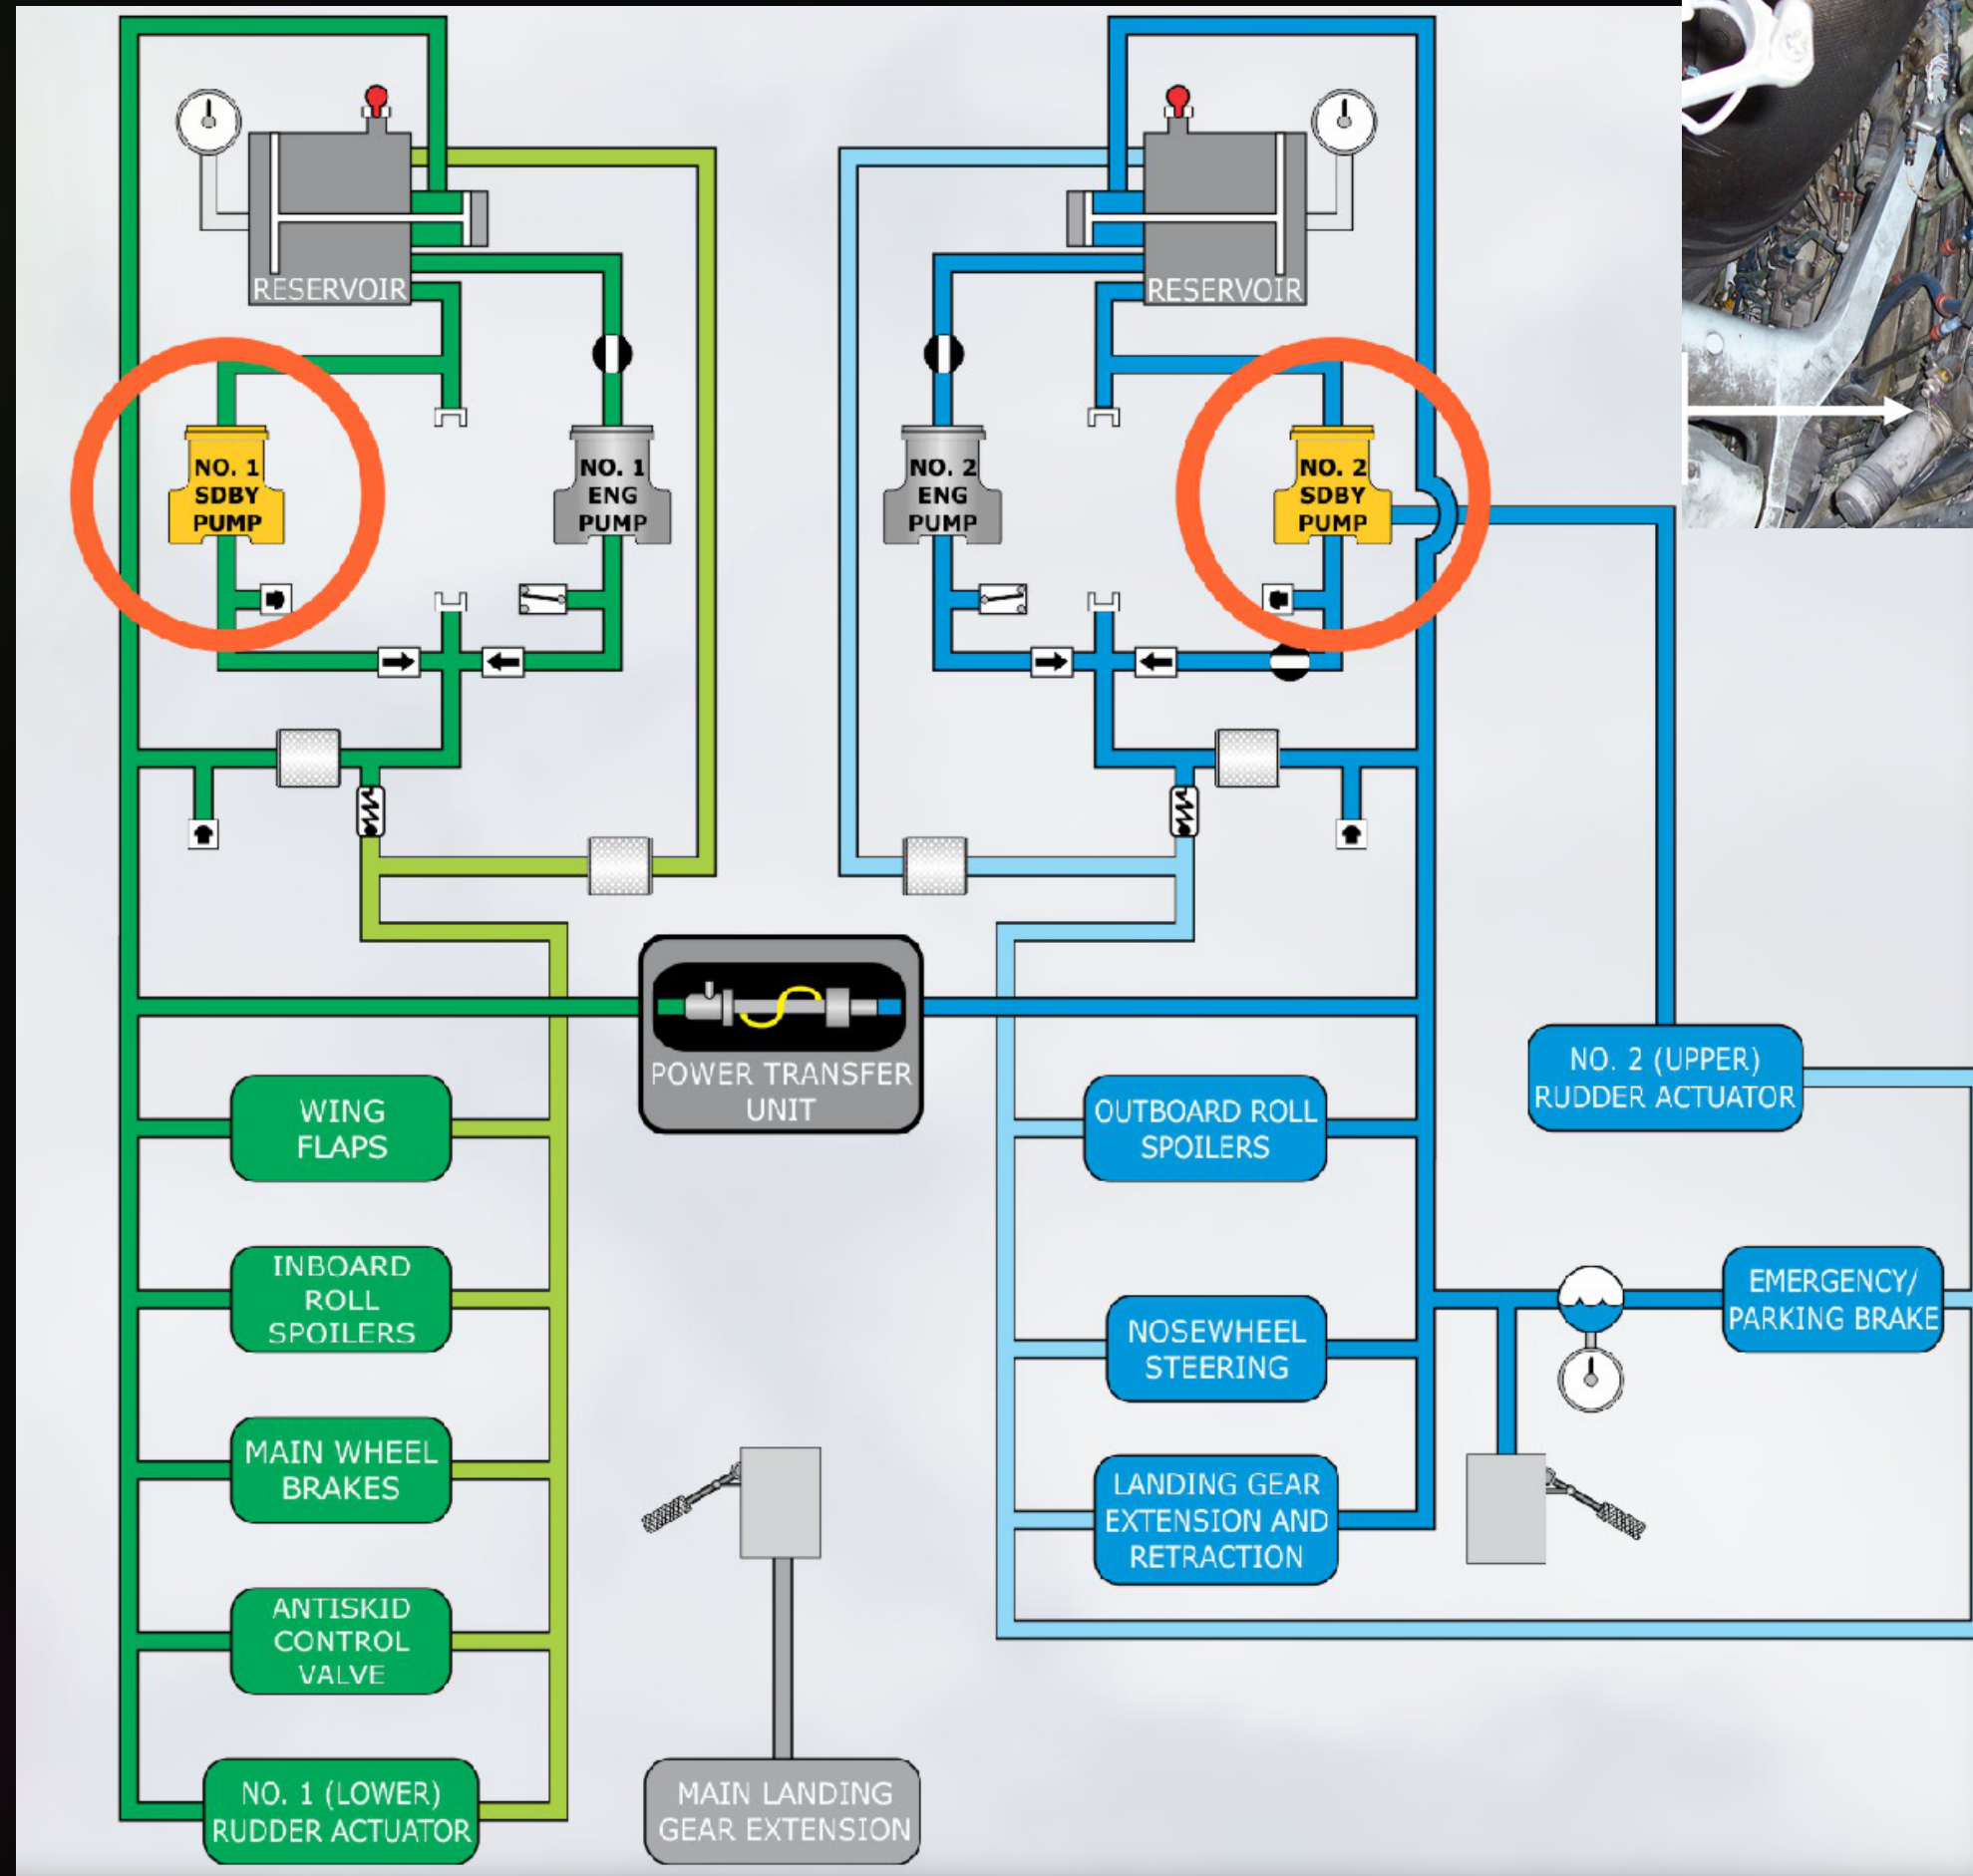 RESERVOIR
RESERVOIR
NO. 1
SDBY
PUMP
NO. 1
ENG
PUMP
NO. 2
ENG
PUMP
NO. 2
SDBY
PUMP
POWER TRANSFER
UNIT
WING
FLAPS
INBOARD
ROLL
SPOILERS
MAIN WHEEL
BRAKES
ANTISKID
CONTROL
VALVE
NO. 1 (LOWER)
RUDDER ACTUATOR
MAIN LANDING
GEAR EXTENSION
OUTBOARD ROLL
SPOILERS
NOSEWHEEL
STEERING
LANDING GEAR
EXTENSION AND
RETRACTION
NO. 2 (UPPER)
RUDDER ACTUATOR
EMERGENCY/
PARKING BRAKE